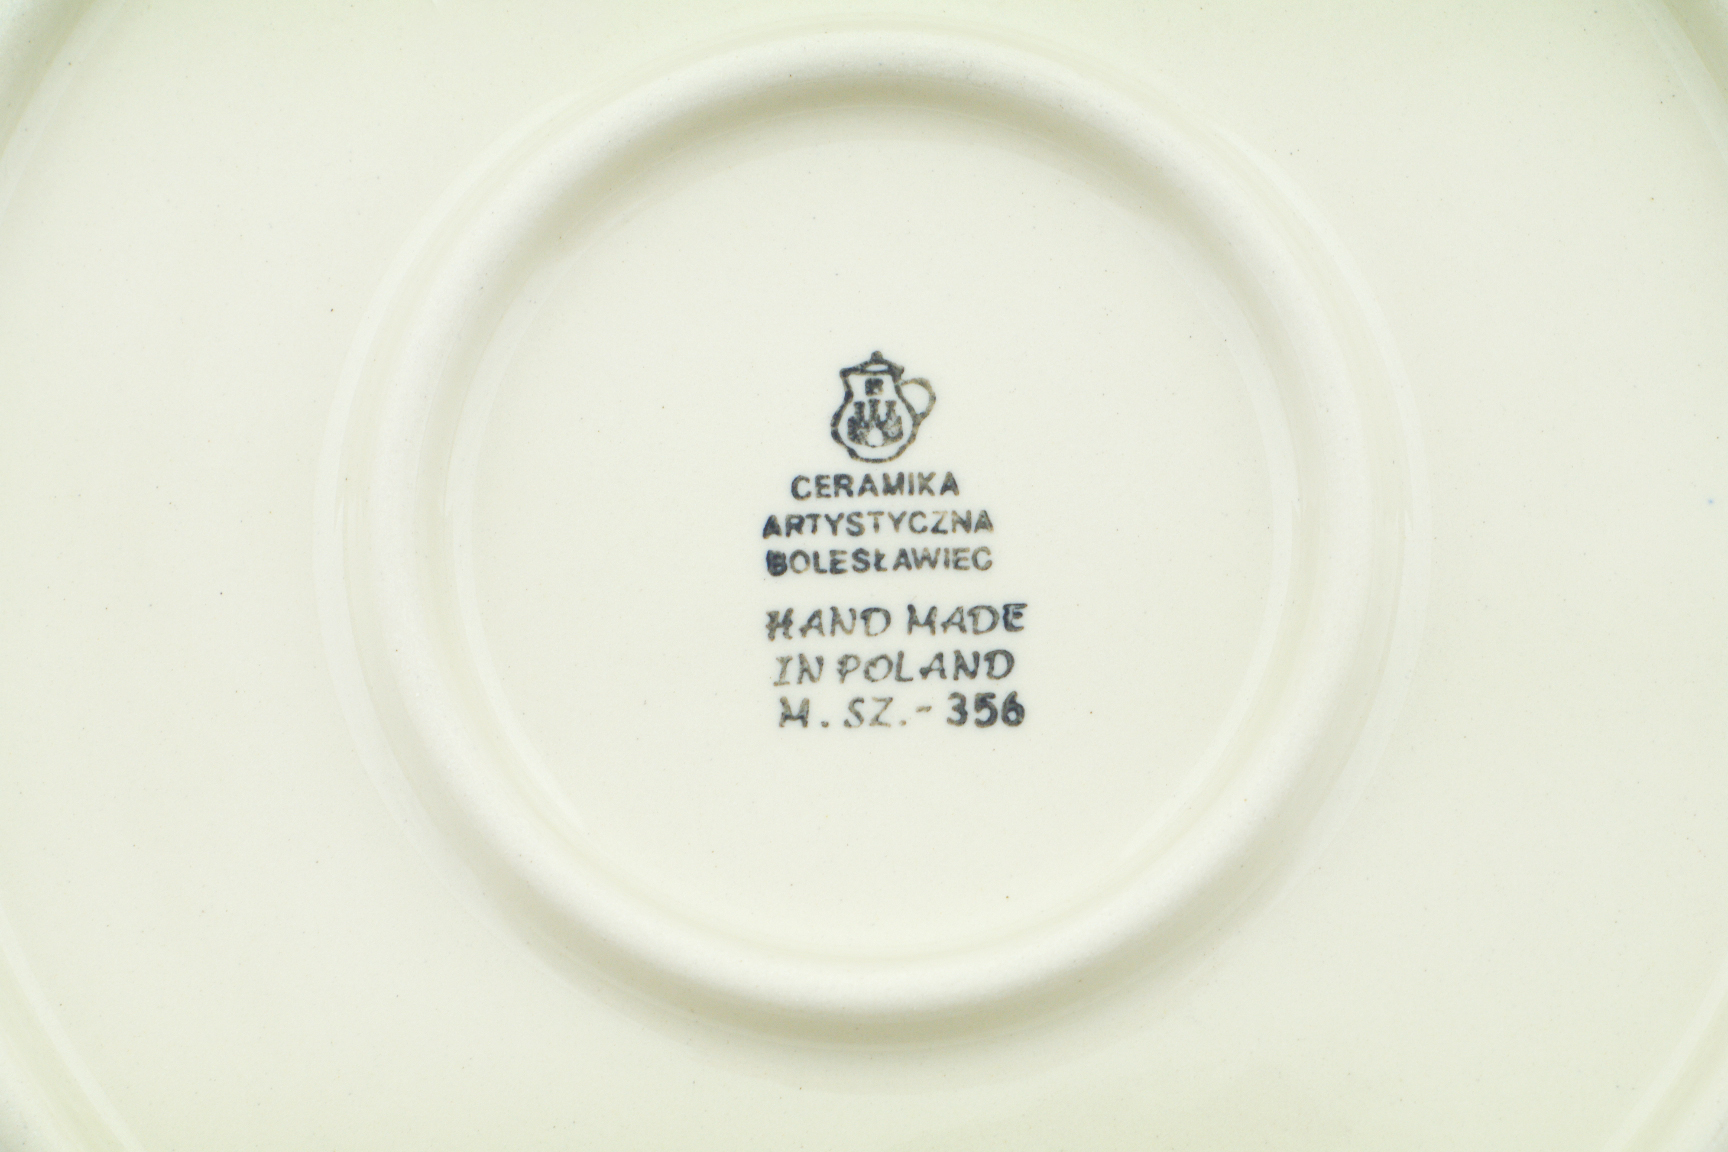 CERAMIKA
ARTYSTYCZNA
BOLESŁAWIEC
HAND MADE
IN POLAND
M. SZ.- 356